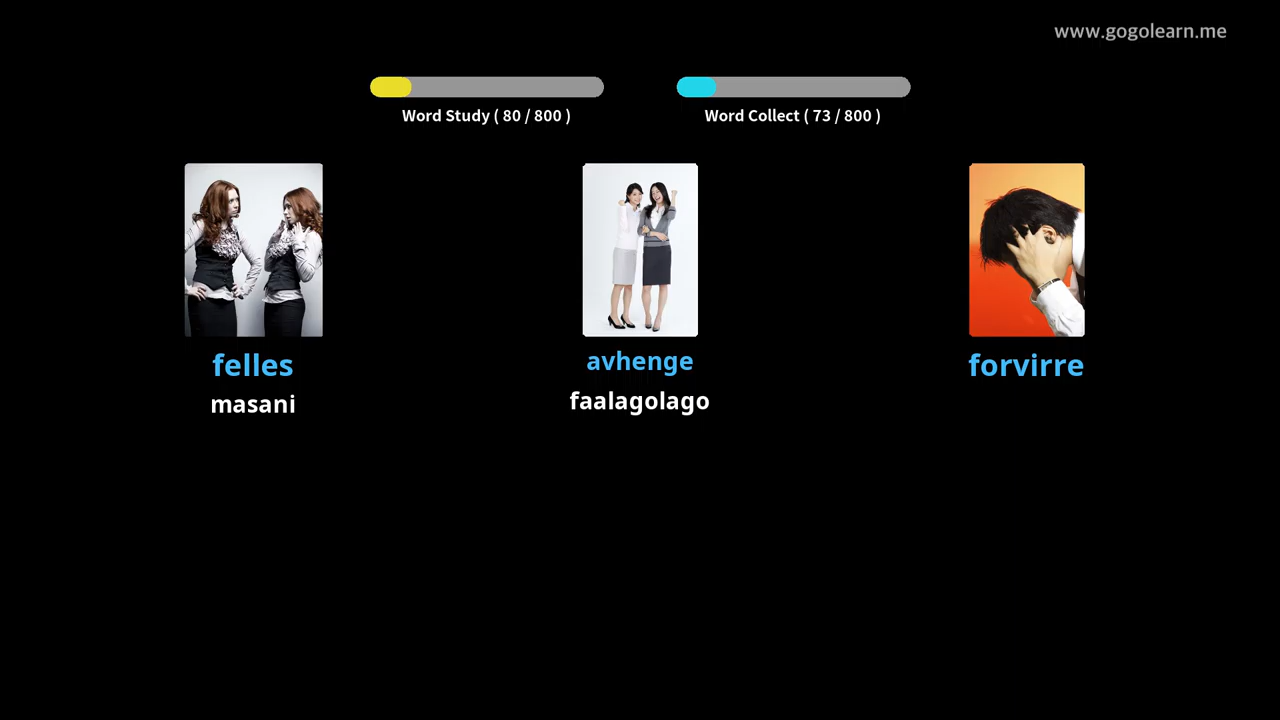 www.gogolearn.me
Word Study ( 80 / 800 )
Word Collect ( 73 / 800 )
felles
masani
avhenge
faalagolago
forvirre